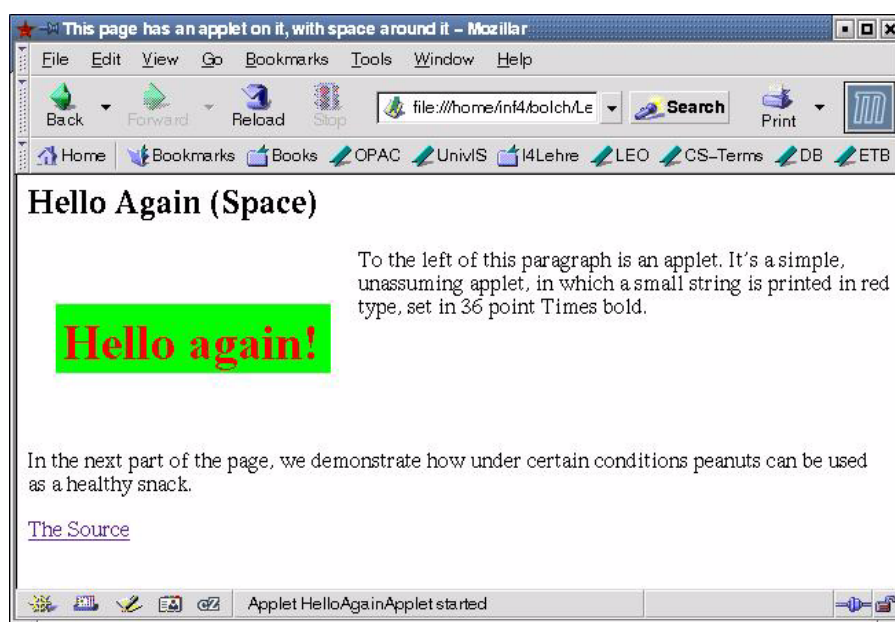 This page has an applet on it, with space around it – Mozillar
File Edit View Go Bookmarks Tools Window Help
Back Forward Reload Stop file:///home/inf4/bolch/Le Search Print
Home Bookmarks Books OPAC UnivIS I4Lehre LEO CS–Terms DB ETB
Hello Again (Space)
To the left of this paragraph is an applet. It's a simple,
unassuming applet, in which a small string is printed in red
type, set in 36 point Times bold.
Hello again!
In the next part of the page, we demonstrate how under certain conditions peanuts can be used
as a healthy snack.
The Source
Applet HelloAgainApplet started